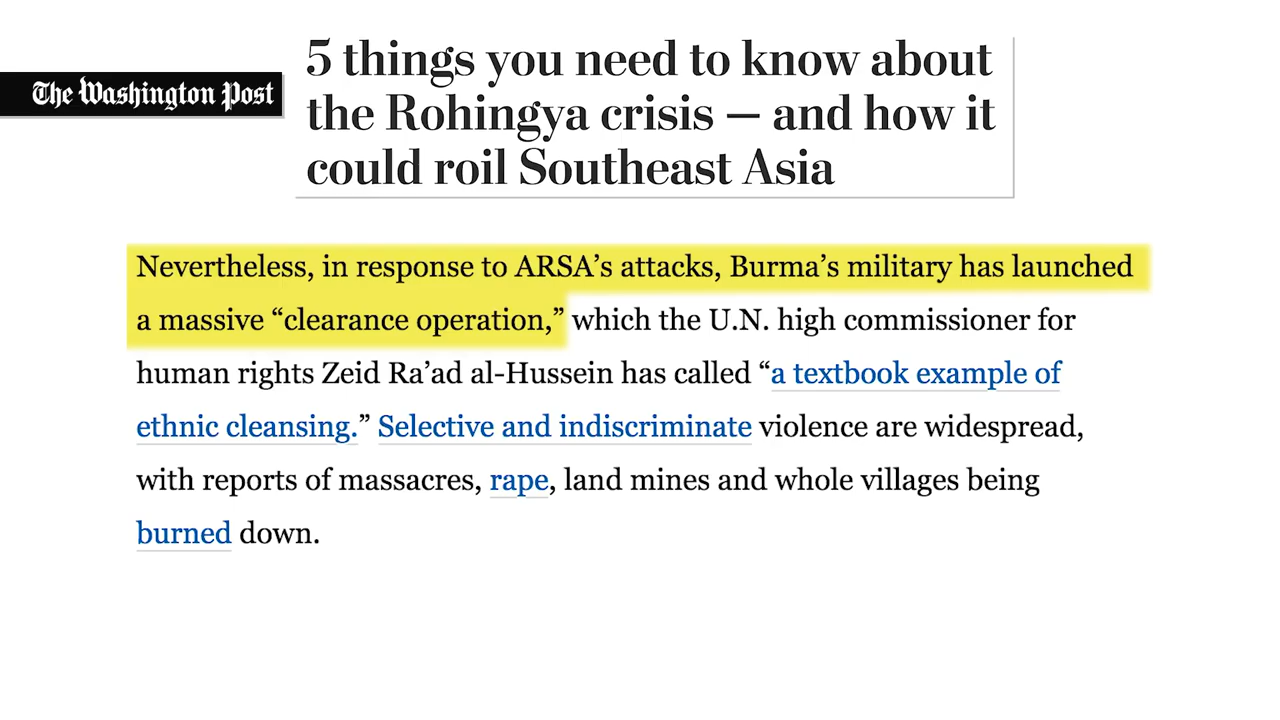 The Washington Post
5 things you need to know about
the Rohingya crisis — and how it
could roil Southeast Asia
Nevertheless, in response to ARSA’s attacks, Burma’s military has launched
a massive “clearance operation,” which the U.N. high commissioner for
human rights Zeid Ra’ad al-Hussein has called “a textbook example of
ethnic cleansing.” Selective and indiscriminate violence are widespread,
with reports of massacres, rape, land mines and whole villages being
burned down.